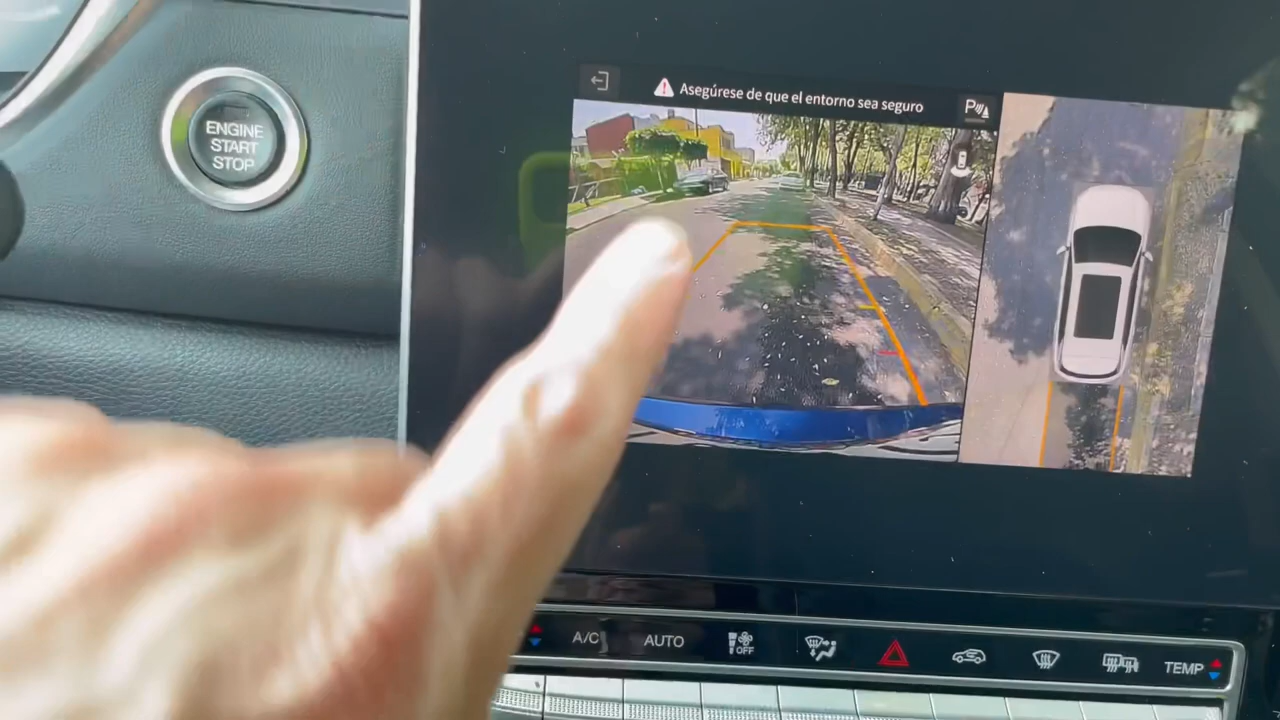 ENGINE
START
STOP
Asegúrese de que el entorno sea seguro
P
A/C
AUTO
OFF
TEMP